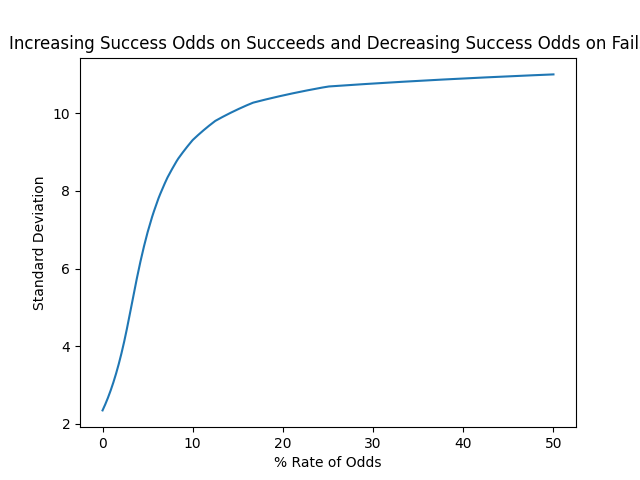 Increasing Success Odds on Succeeds and Decreasing Success Odds on Fail
10
8
6
4
2
Standard Deviation
0 10 20 30 40 50
% Rate of Odds